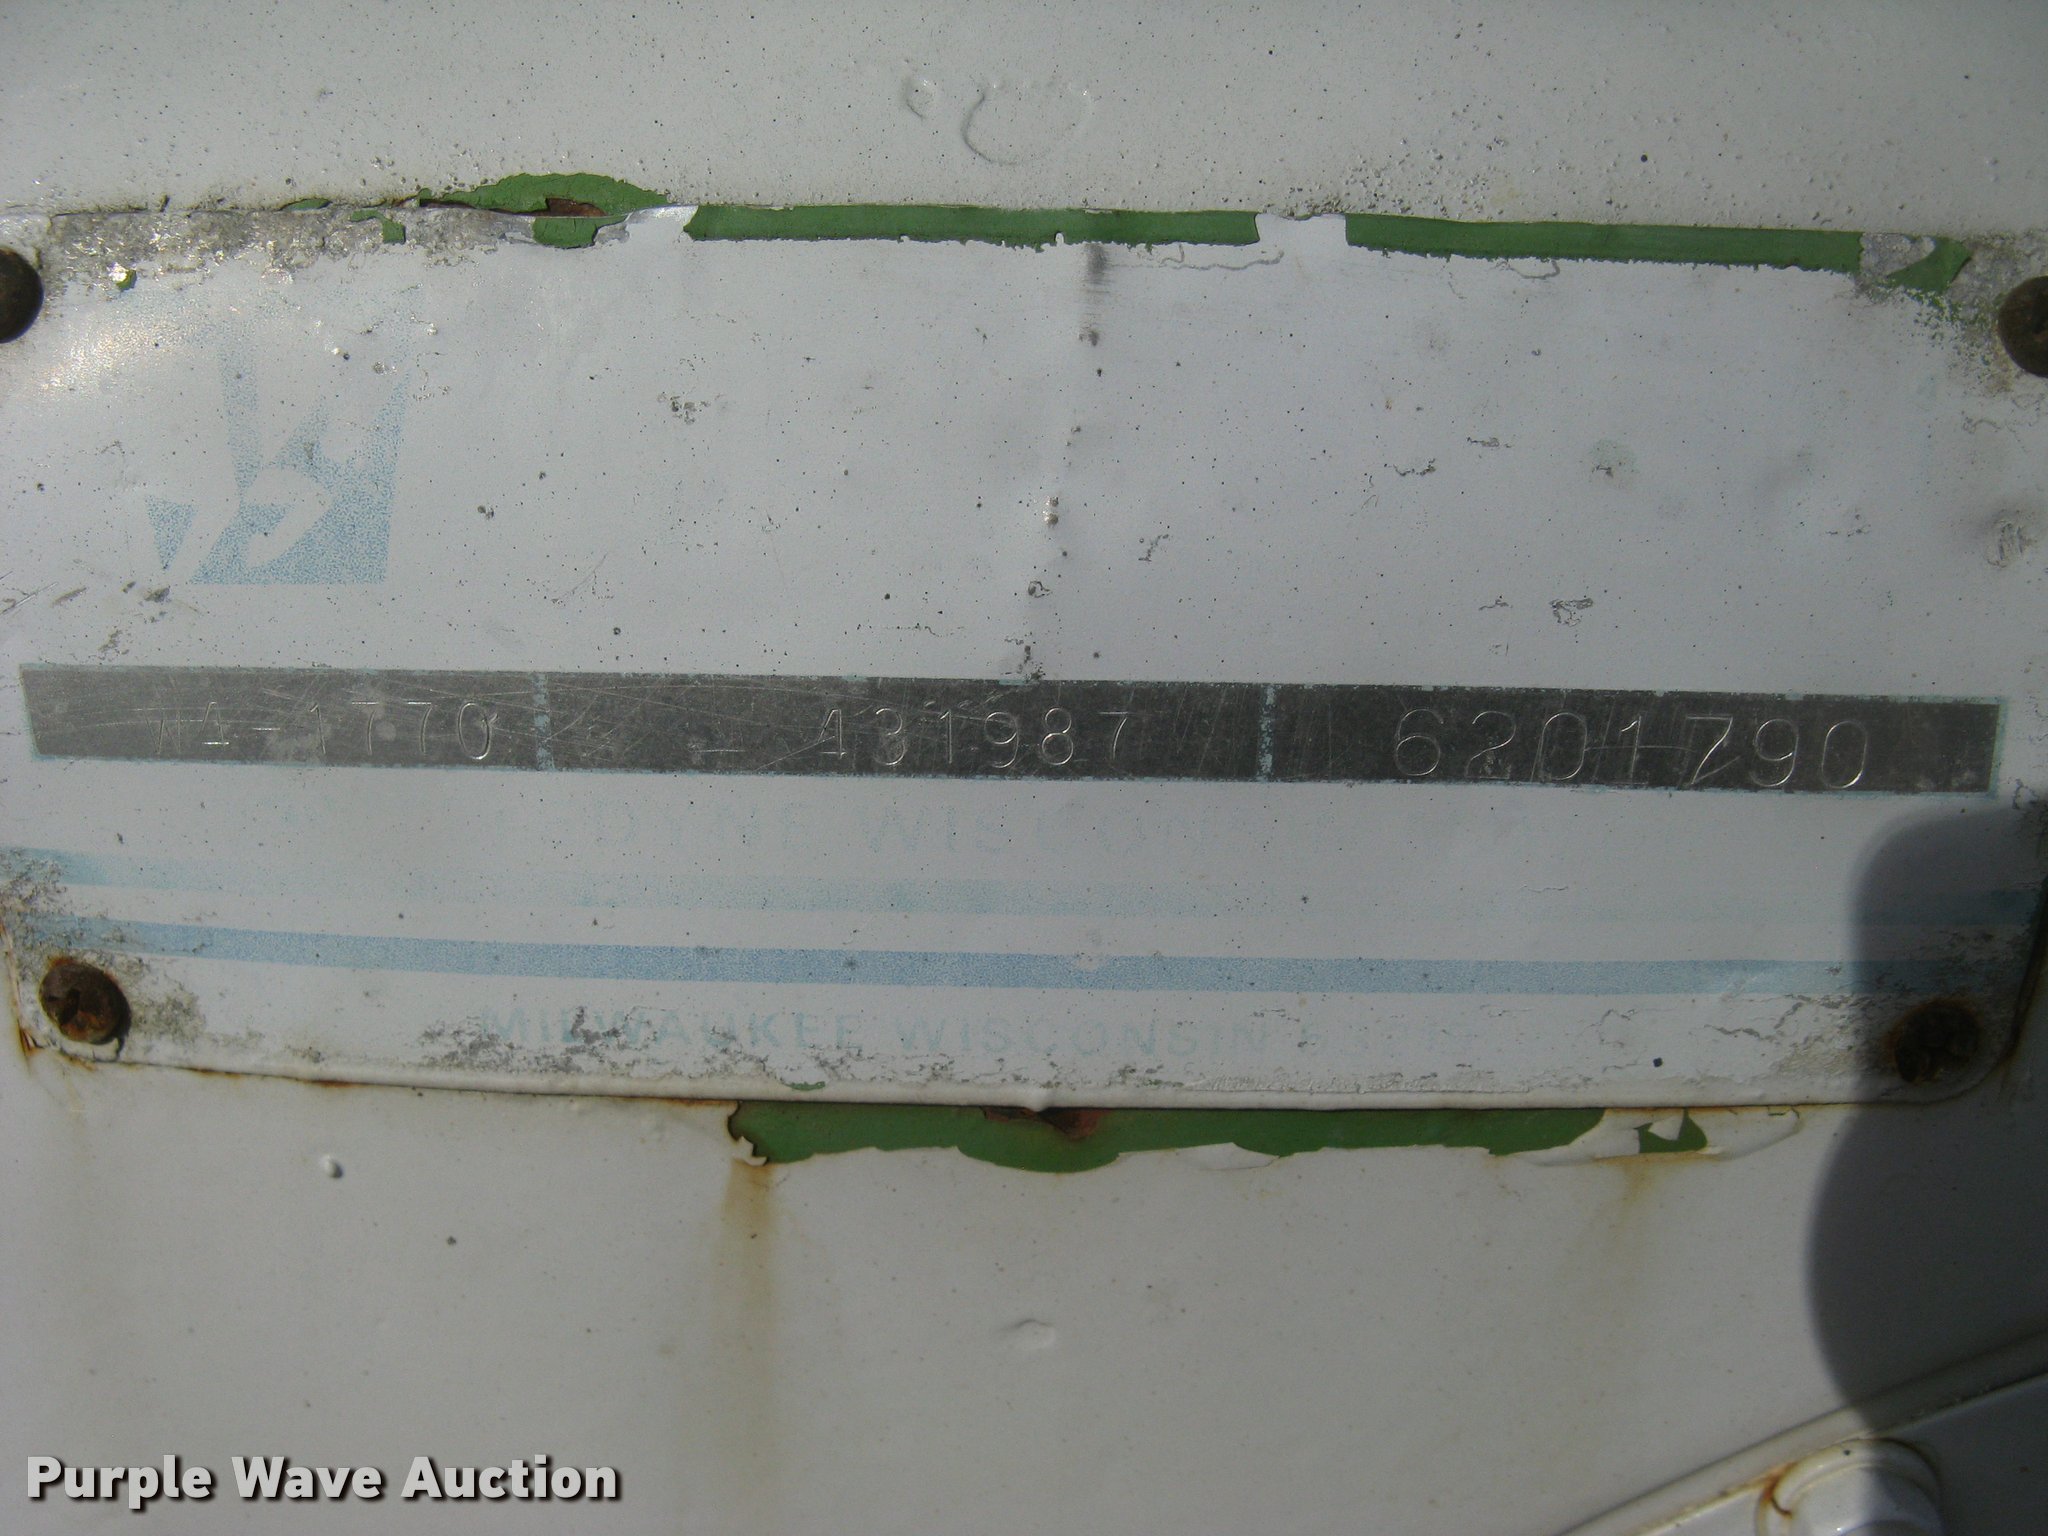 WA-1770 - 431987 6201790
MILWAUKEE WISCONSIN
Purple Wave Auction